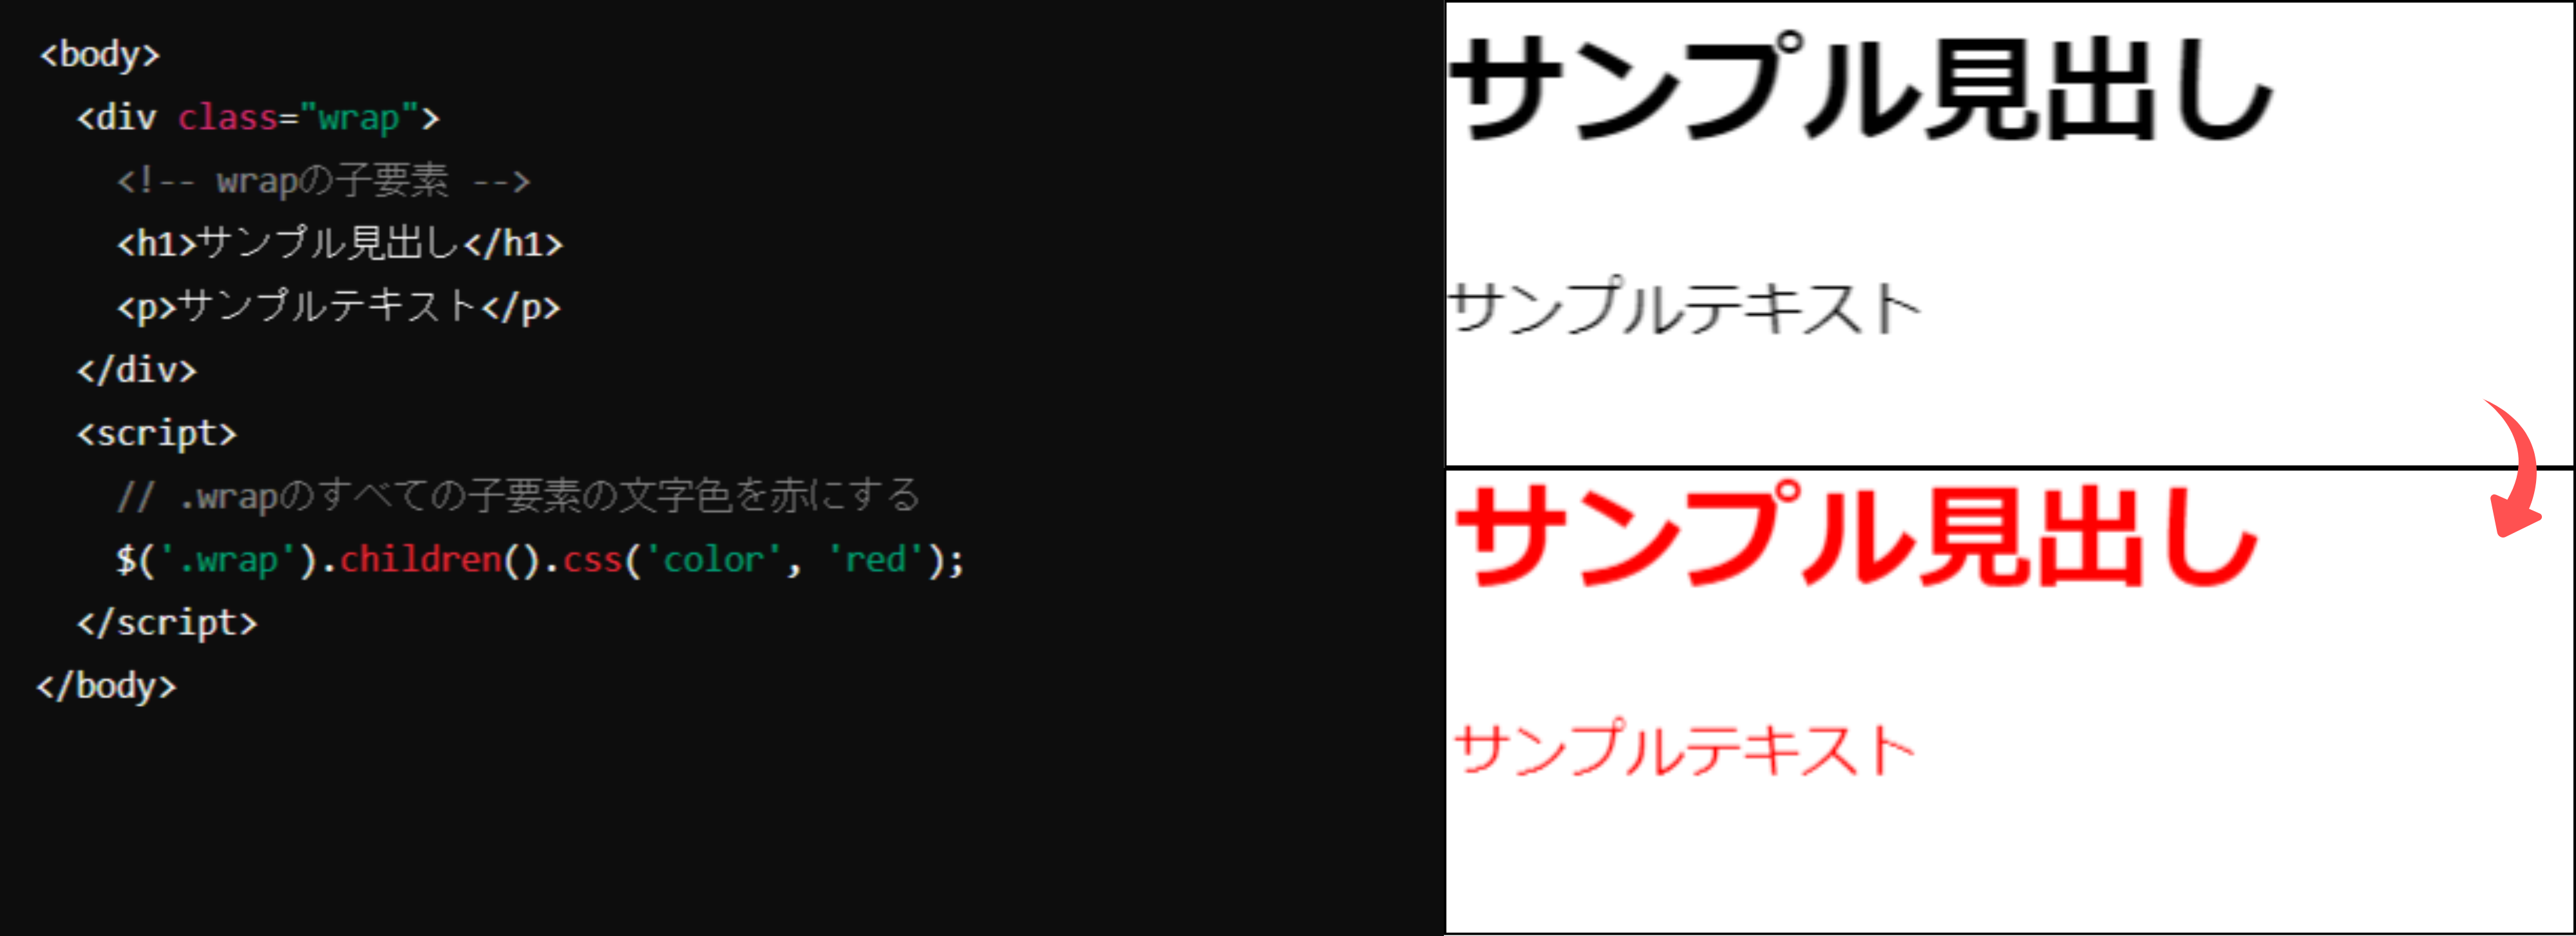 <body>
  <div class="wrap">
    <!-- wrapの子要素 -->
    <h1>サンプル見出し</h1>
    <p>サンプルテキスト</p>
  </div>
  <script>
    // .wrapのすべての子要素の文字色を赤にする
    $('.wrap').children().css('color', 'red');
  </script>
</body>
サンプル見出し
サンプルテキスト
サンプル見出し
サンプルテキスト